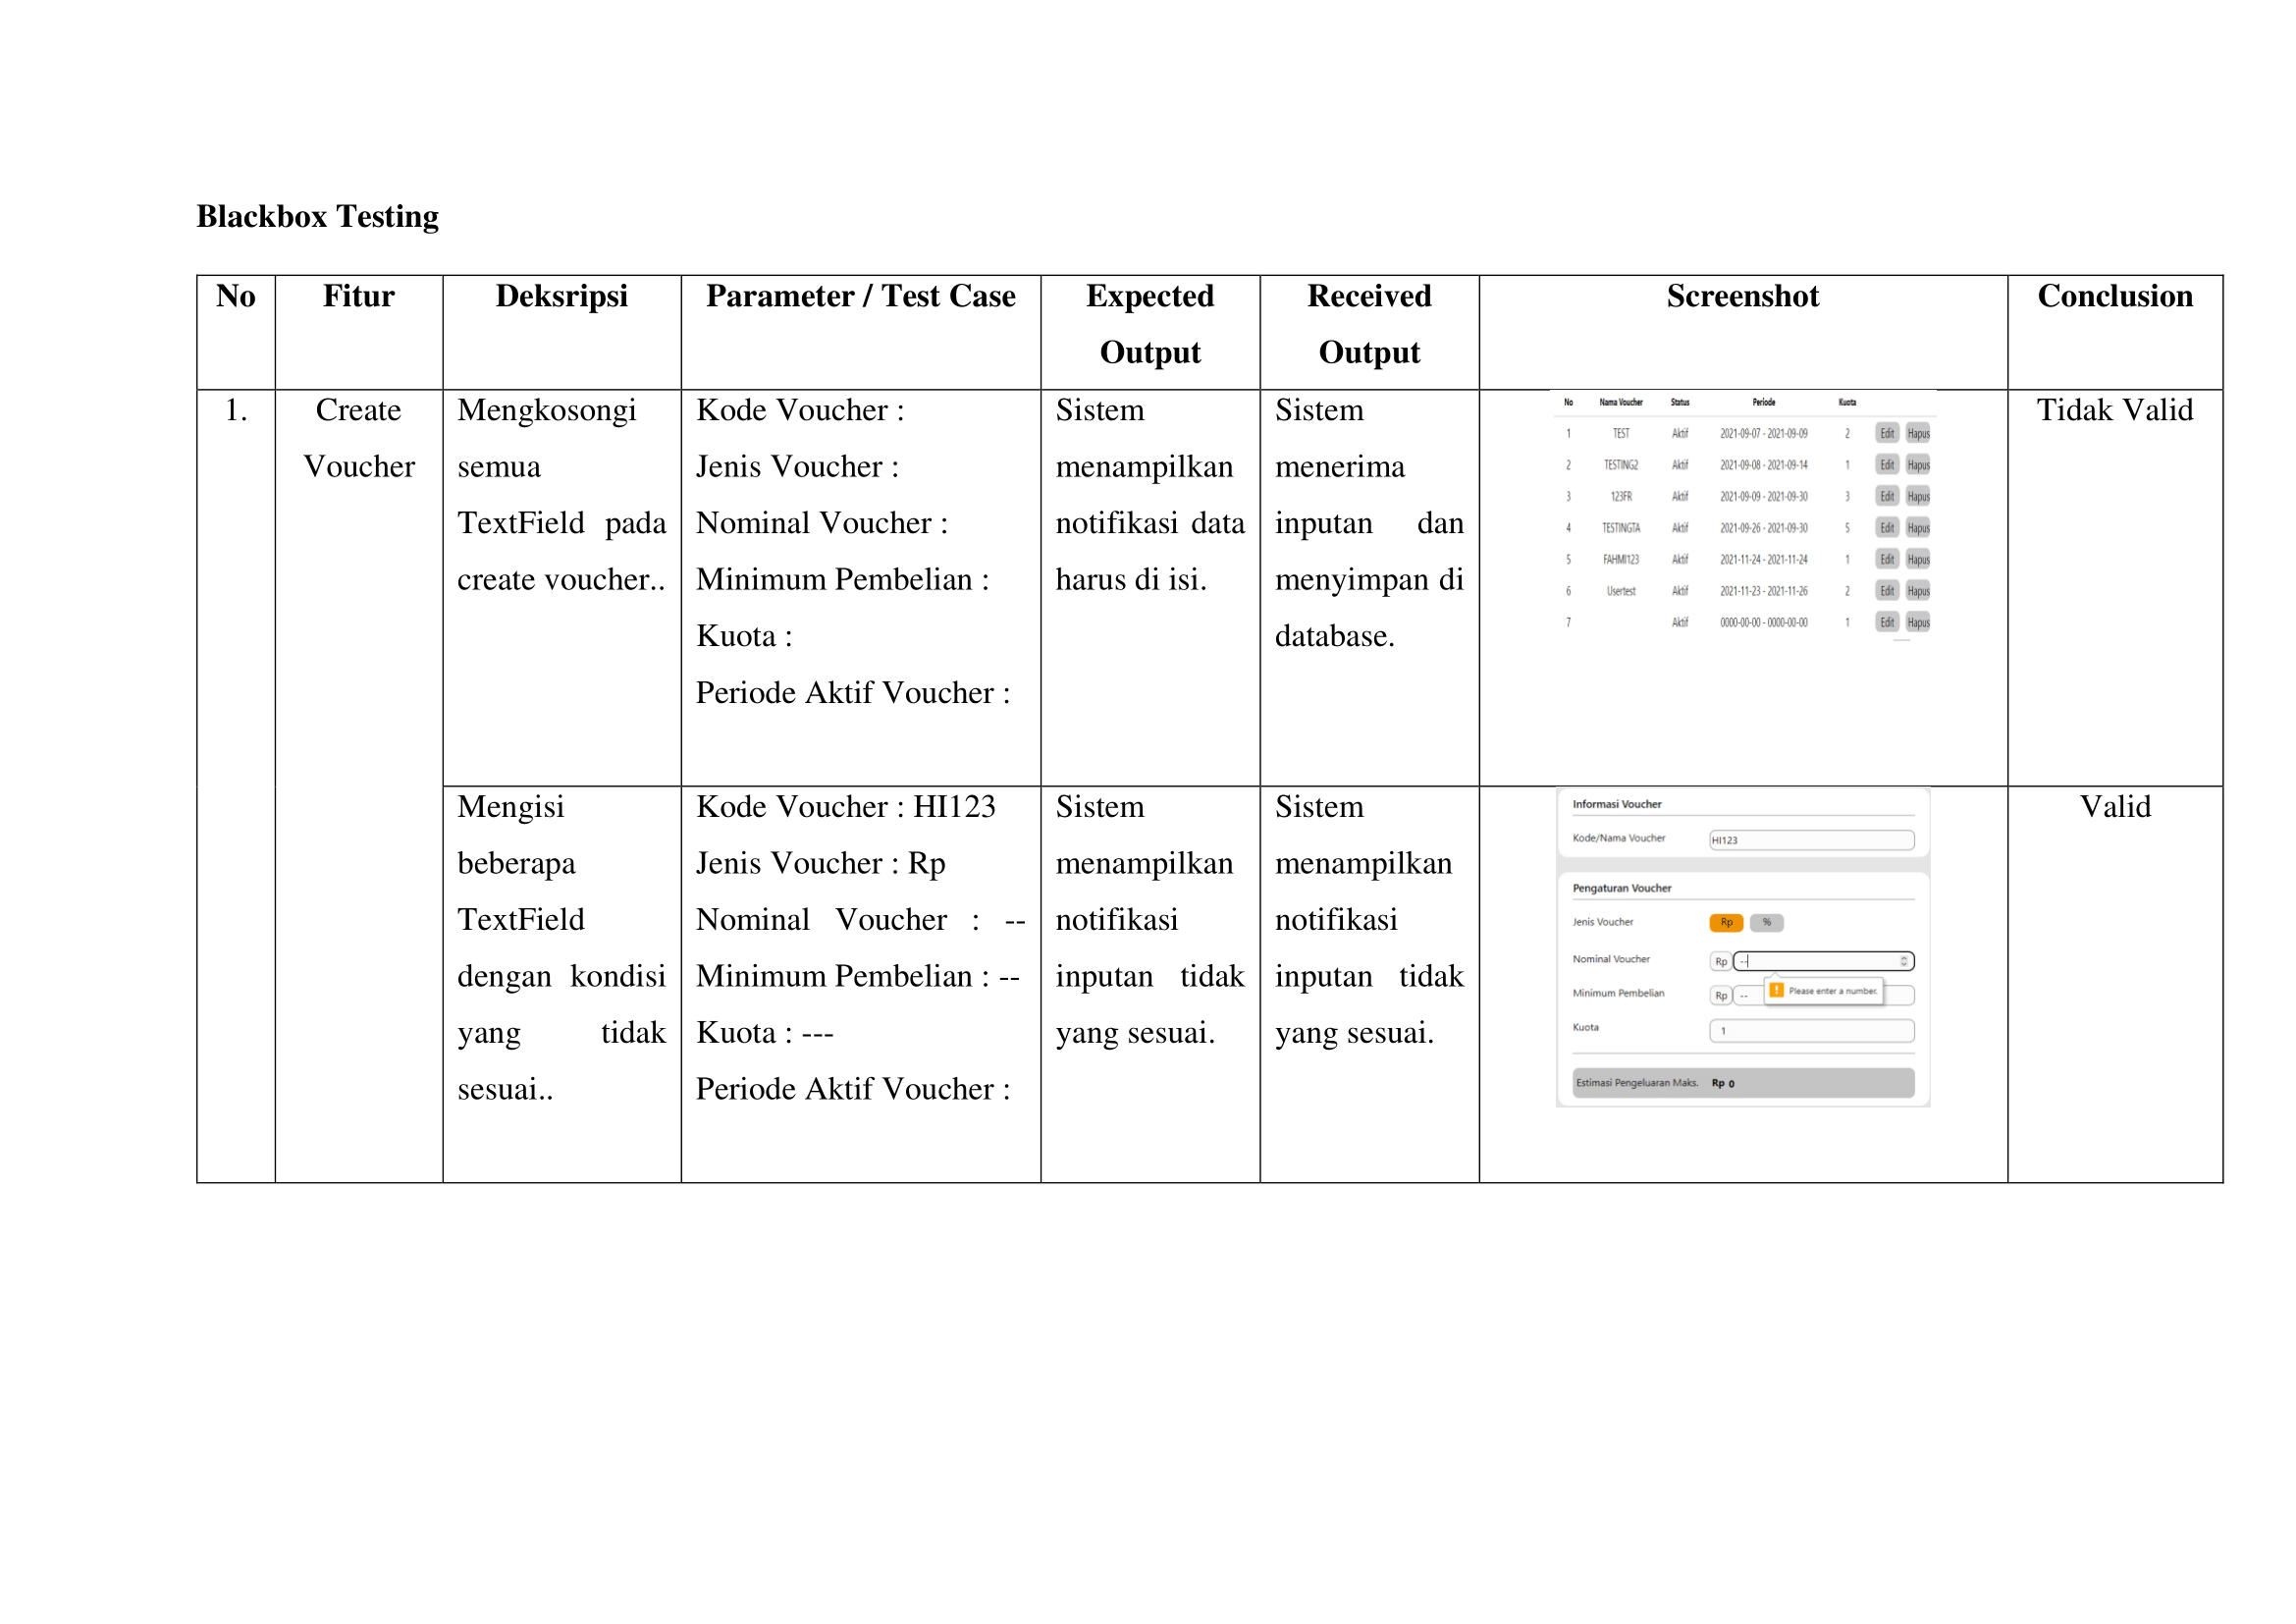 Blackbox Testing
No Fitur Deksripsi Parameter / Test Case Expected Output Received Output Screenshot Conclusion
1.
Create
Voucher
Mengkosongi
semua
TextField pada
create voucher..
Kode Voucher :
Jenis Voucher :
Nominal Voucher :
Minimum Pembelian :
Kuota :
Periode Aktif Voucher :
Sistem
menampilkan
notifikasi data
harus di isi.
Sistem
menerima
inputan dan
menyimpan di
database.
No Nama Voucher Status Periode Kuota
1 TEST Aktif 2021-09-07 - 2021-09-09 2 Edit Hapus
2 TESTING2 Aktif 2021-09-08 - 2021-09-14 1 Edit Hapus
3 123FR Aktif 2021-09-09 - 2021-09-30 3 Edit Hapus
4 TESTINGTA Aktif 2021-09-26 - 2021-09-30 5 Edit Hapus
5 FAHMI123 Aktif 2021-11-24 - 2021-11-24 1 Edit Hapus
6 Usertest Aktif 2021-11-23 - 2021-11-26 2 Edit Hapus
7 Aktif 0000-00-00 - 0000-00-00 1 Edit Hapus
Tidak Valid
Mengisi
beberapa
TextField
dengan kondisi
yang tidak
sesuai..
Kode Voucher : HI123
Jenis Voucher : Rp
Nominal Voucher : --
Minimum Pembelian : --
Kuota : ---
Periode Aktif Voucher :
Sistem
menampilkan
notifikasi
inputan tidak
yang sesuai.
Sistem
menampilkan
notifikasi
inputan tidak
yang sesuai.
Informasi Voucher
Kode/Nama Voucher HI123
Pengaturan Voucher
Jenis Voucher Rp %
Nominal Voucher Rp --
Please enter a number.
Minimum Pembelian Rp --
Kuota 1
Estimasi Pengeluaran Maks. Rp 0
Valid